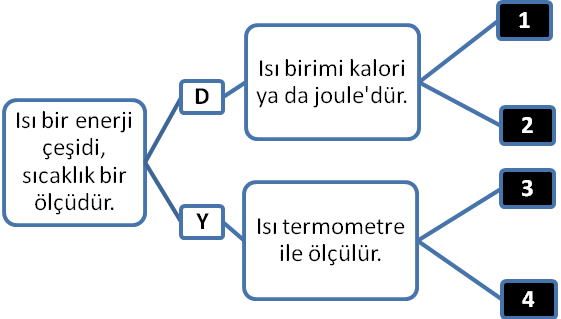 Isı bir enerji
çeşidi,
sıcaklık bir
ölçüdür.
D
Y
Isı birimi kalori
ya da joule'dür.
Isı termometre
ile ölçülür.
1
2
3
4